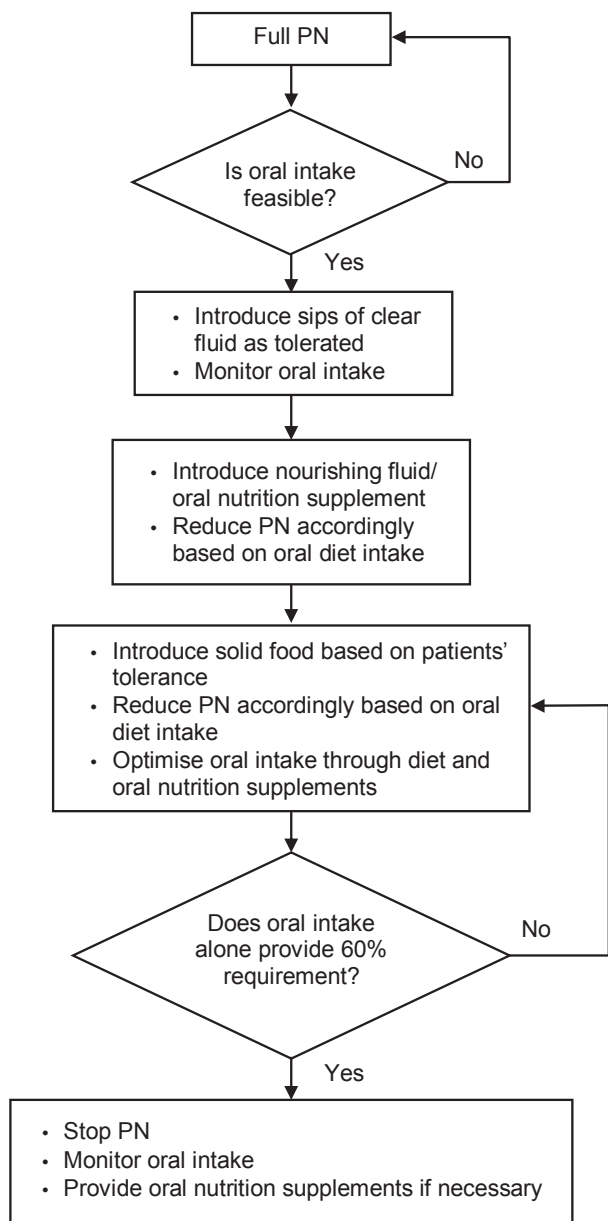 Full PN
Is oral intake
feasible?
No
Yes
• Introduce sips of clear
fluid as tolerated
• Monitor oral intake
• Introduce nourishing fluid/
oral nutrition supplement
• Reduce PN accordingly
based on oral diet intake
• Introduce solid food based on patients’
tolerance
• Reduce PN accordingly based on oral
diet intake
• Optimise oral intake through diet and
oral nutrition supplements
Does oral intake
alone provide 60%
requirement?
No
Yes
• Stop PN
• Monitor oral intake
• Provide oral nutrition supplements if necessary